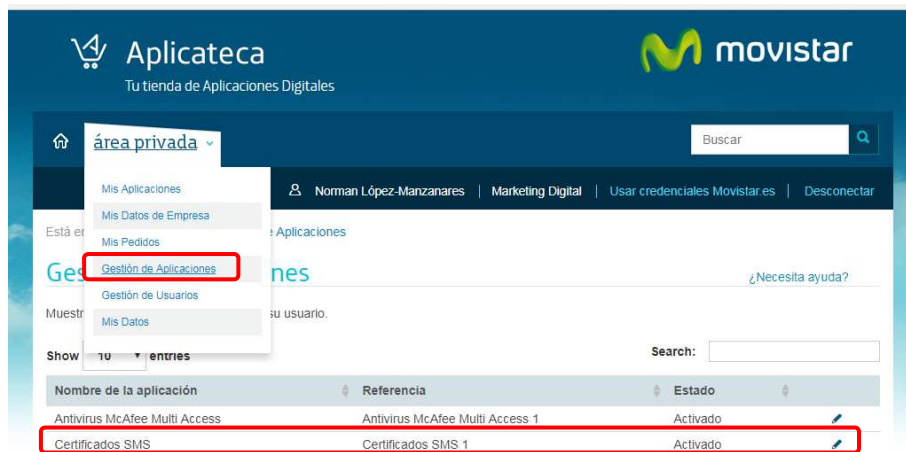 Aplicateca
movistar
Tu tienda de Aplicaciones Digitales
área privada
Buscar
Mis Aplicaciones
Norman López-Manzanares | Marketing Digital | Usar credenciales Movistar.es | Desconectar
Mis Datos de Empresa
Está en Aplicaciones
Mis Pedidos
Gestión de Aplicaciones
Ges nes
¿Necesita ayuda?
Gestión de Usuarios
Muestr su usuario.
Mis Datos
Show 10 entries
Search:
Nombre de la aplicación Referencia Estado
Antivirus McAfee Multi Access Antivirus McAfee Multi Access 1 Activado
Certificados SMS Certificados SMS 1 Activado